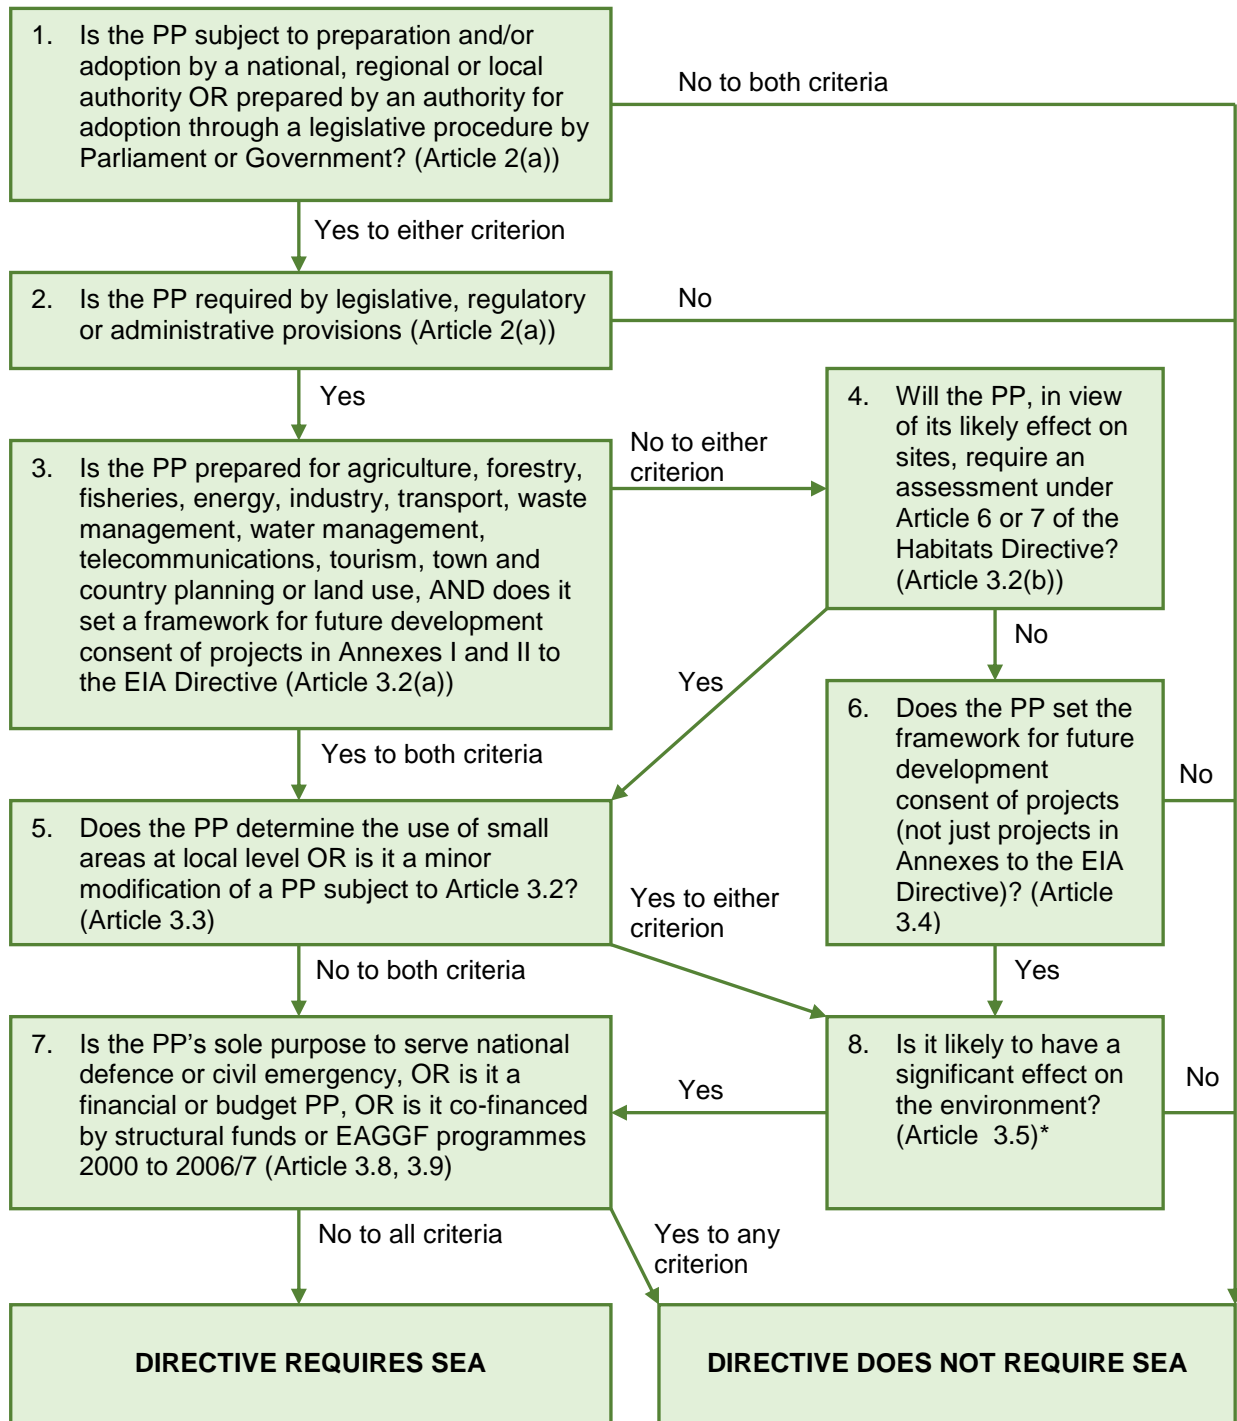 1. Is the PP subject to preparation and/or
adoption by a national, regional or local
authority OR prepared by an authority for
adoption through a legislative procedure by
Parliament or Government? (Article 2(a))
No to both criteria
Yes to either criterion
2. Is the PP required by legislative, regulatory
or administrative provisions (Article 2(a))
No
Yes
3. Is the PP prepared for agriculture, forestry,
fisheries, energy, industry, transport, waste
management, water management,
telecommunications, tourism, town and
country planning or land use, AND does it
set a framework for future development
consent of projects in Annexes I and II to
the EIA Directive (Article 3.2(a))
No to either
criterion
4. Will the PP, in view
of its likely effect on
sites, require an
assessment under
Article 6 or 7 of the
Habitats Directive?
(Article 3.2(b))
Yes to both criteria
Yes
No
5. Does the PP determine the use of small
areas at local level OR is it a minor
modification of a PP subject to Article 3.2?
(Article 3.3)
Yes to either
criterion
6. Does the PP set the
framework for future
development
consent of projects
(not just projects in
Annexes to the EIA
Directive)? (Article
3.4)
No
No to both criteria
Yes
7. Is the PP’s sole purpose to serve national
defence or civil emergency, OR is it a
financial or budget PP, OR is it co-financed
by structural funds or EAGGF programmes
2000 to 2006/7 (Article 3.8, 3.9)
Yes
8. Is it likely to have a
significant effect on
the environment?
(Article 3.5)*
No
No to all criteria
Yes to any
criterion
DIRECTIVE REQUIRES SEA
DIRECTIVE DOES NOT REQUIRE SEA